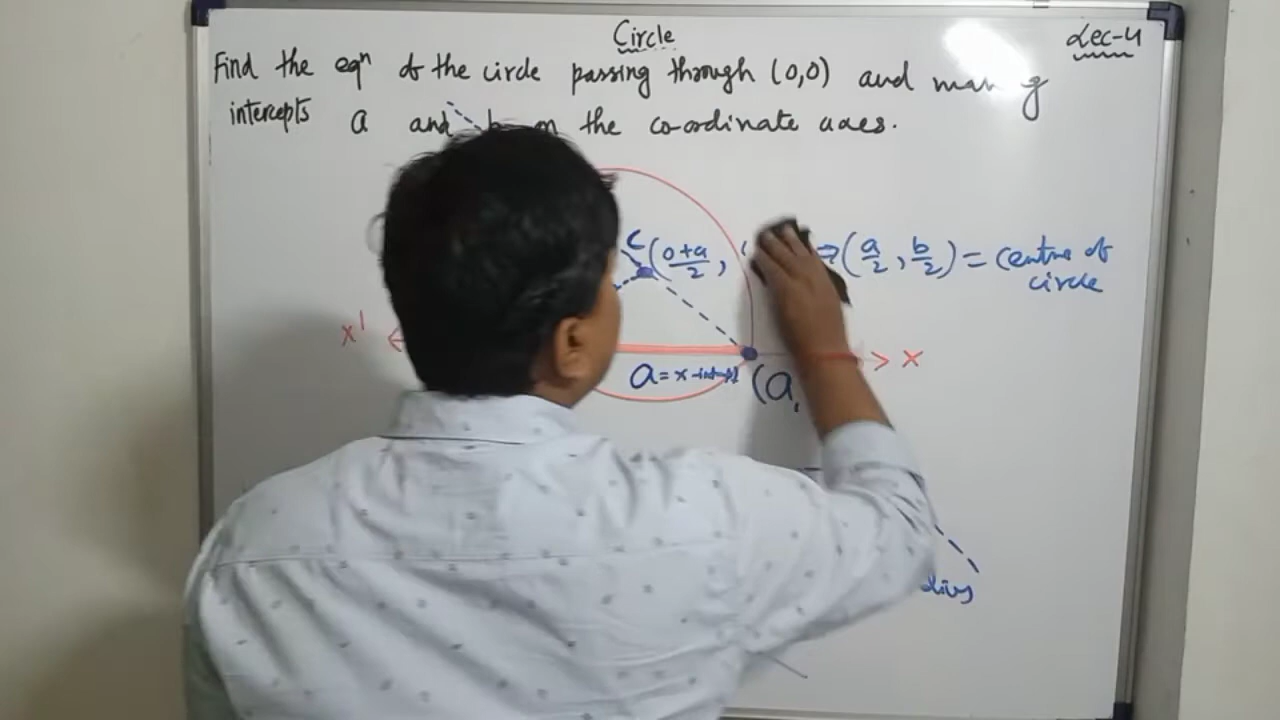 Circle
Lec-4
Find the eqn of the circle passing through (0,0) and
intercepts a and on the co-ordinate axes.
C (0+a/2, ⇒ (a/2, b/2) = centre of
circle
x'
x
a = x-intercept
(a,